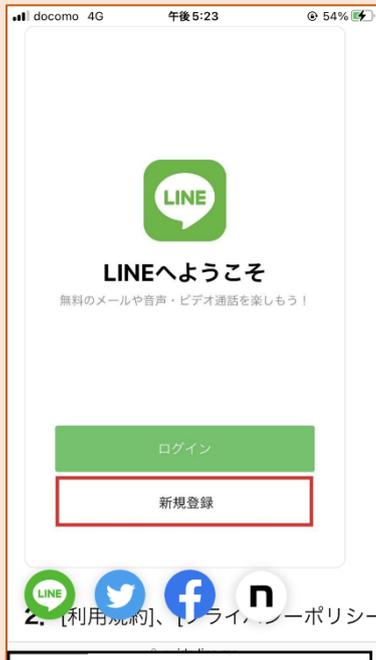 docomo 4G 午後5:23 54%
LINE
LINEへようこそ
無料のメールや音声・ビデオ通話を楽しもう！
ログイン
新規登録
LINE
2. [利用規約]、[プライバシーポリシー